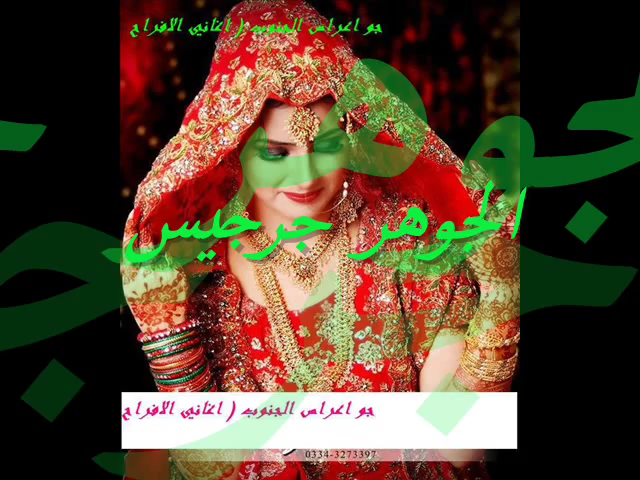 جو اعراس الجنوب ( اغاني الافراح
الجوهر جرجيس
جو اعراس الجنوب ( اغاني الافراح
0334-3273397